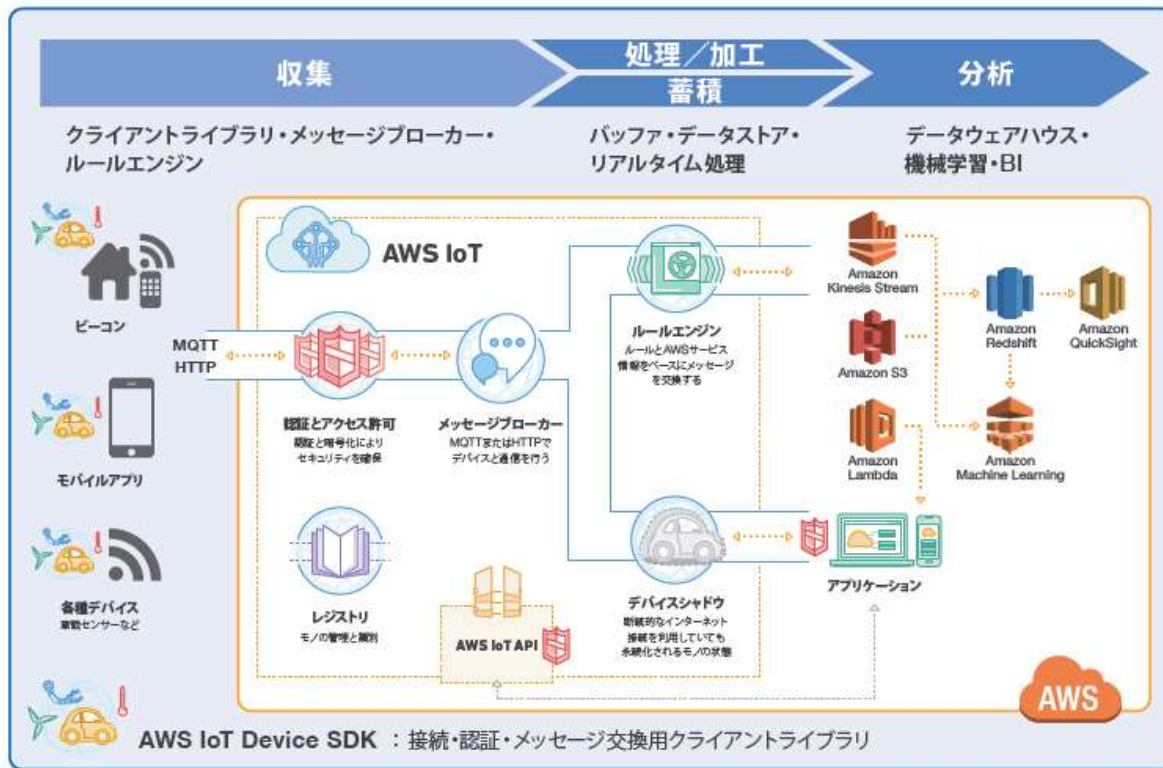 収集
処理／加工
蓄積
分析
クライアントライブラリ・メッセージブローカー・
ルールエンジン
バッファ・データストア・
リアルタイム処理
データウェアハウス・
機械学習・BI
ビーコン
モバイルアプリ
各種デバイス
車載センサーなど
MQTT
HTTP
AWS IoT
認証とアクセス許可
認証と暗号化により
セキュリティを確保
メッセージブローカー
MQTTまたはHTTPで
デバイスと通信を行う
ルールエンジン
ルールとAWSサービス
情報をベースにメッセージ
を交換する
レジストリ
モノの管理と識別
AWS IoT API
デバイスシャドウ
断続的なインターネット
接続を利用していても
永続化されるモノの状態
Amazon
Kinesis Stream
Amazon S3
Amazon
Lambda
Amazon
Redshift
Amazon
QuickSight
Amazon
Machine Learning
アプリケーション
AWS
AWS IoT Device SDK ：接続・認証・メッセージ交換用クライアントライブラリ